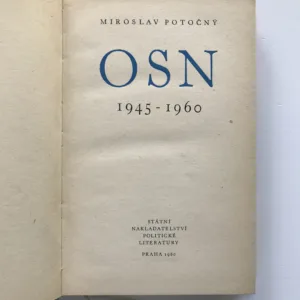 MIROSLAV POTOČNÝ
OSN
1945 - 1960
STÁTNÍ
NAKLADATELSTVÍ
POLITICKÉ
LITERATURY
PRAHA 1960